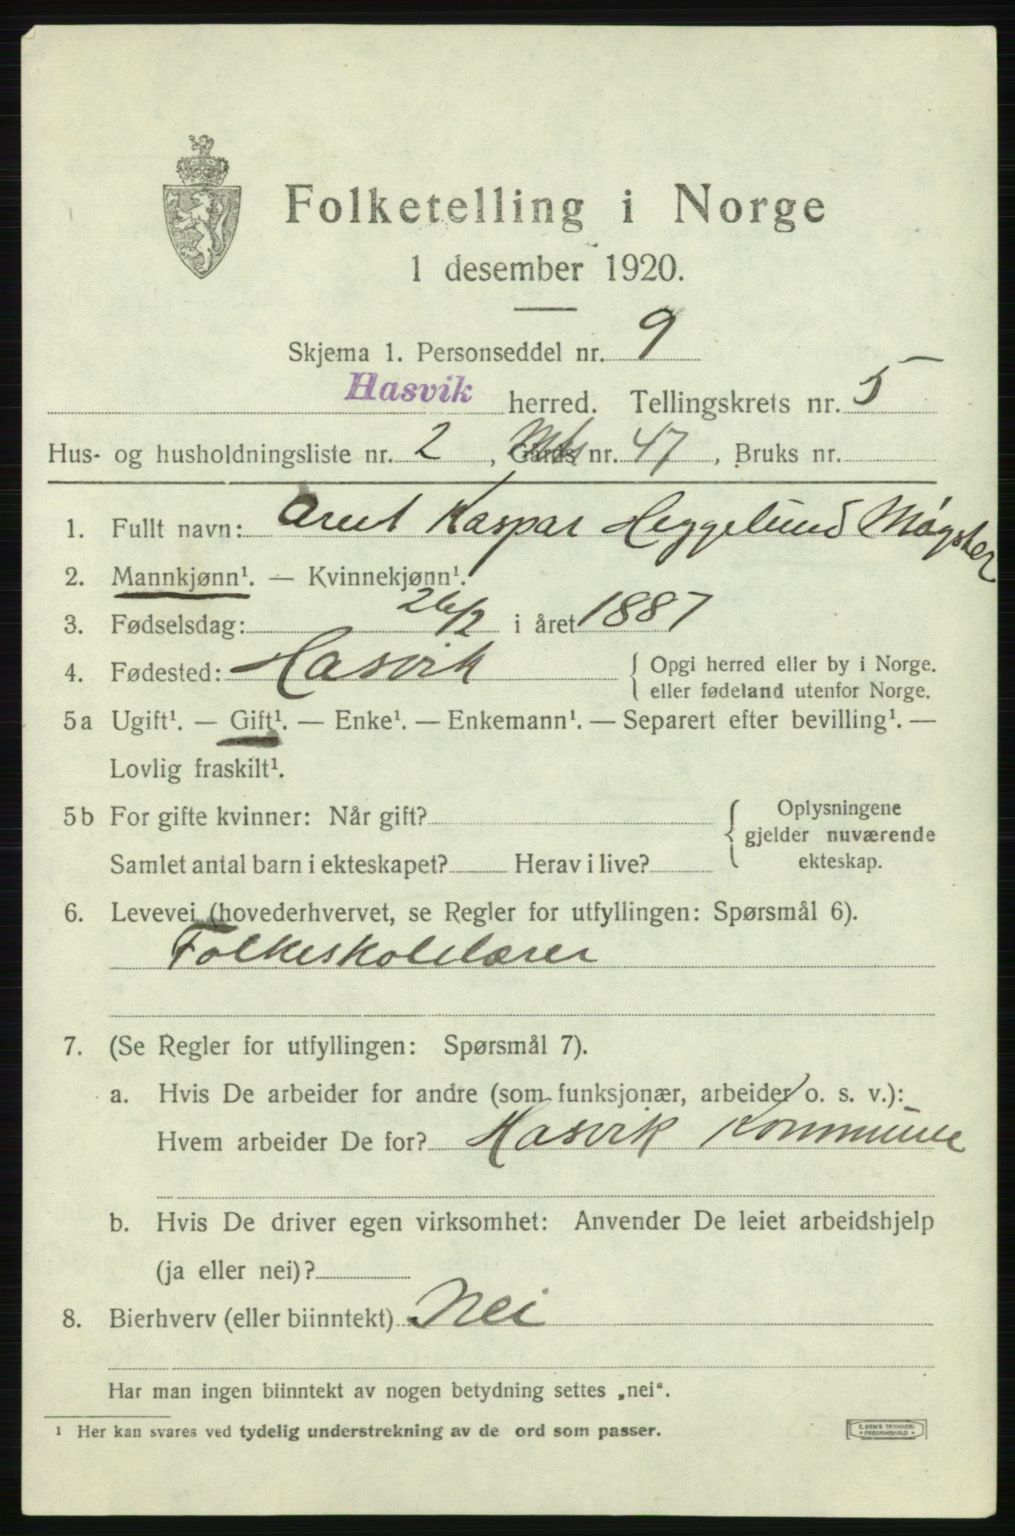 Folketelling i Norge
1 desember 1920.
Skjema 1. Personseddel nr. 9
Hasvik herred. Tellingskrets nr. 5
Hus- og husholdningsliste nr. 2, Gårds nr. 47, Bruks nr.
1. Fullt navn: Arent Kaspar Heggelund Møgster
2. Mannkjønn¹. — Kvinnekjønn¹.
3. Fødselsdag: 26/2 i året 1887
4. Fødested: Hasvik { Opgi herred eller by i Norge.
eller fødeland utenfor Norge.
5a Ugift¹. — Gift¹. — Enke¹. — Enkemann¹. — Separert efter bevilling¹. —
Lovlig fraskilt¹.
5b For gifte kvinner: Når gift? { Oplysningene
gjelder nuværende
Samlet antal barn i ekteskapet? Herav i live? ekteskap.
6. Levevei (hovederhvervet, se Regler for utfyllingen: Spørsmål 6).
Folkeskolelærer
7. (Se Regler for utfyllingen: Spørsmål 7).
a. Hvis De arbeider for andre (som funksjonær, arbeider o. s. v.):
Hvem arbeider De for? Hasvik Kommune
b. Hvis De driver egen virksomhet: Anvender De leiet arbeidshjelp
(ja eller nei)?
8. Bierhverv (eller biinntekt) Nei
Har man ingen biinntekt av nogen betydning settes „nei“.
¹ Her kan svares ved tydelig understrekning av de ord som passer.